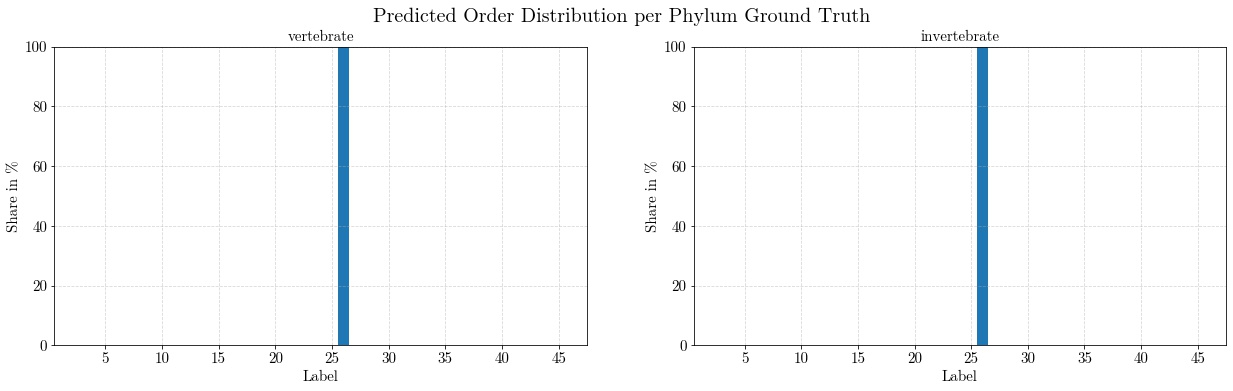 Predicted Order Distribution per Phylum Ground Truth
vertebrate
100
80
60
40
20
0
Share in %
5 10 15 20 25 30 35 40 45
Label
invertebrate
100
80
60
40
20
0
Share in %
5 10 15 20 25 30 35 40 45
Label